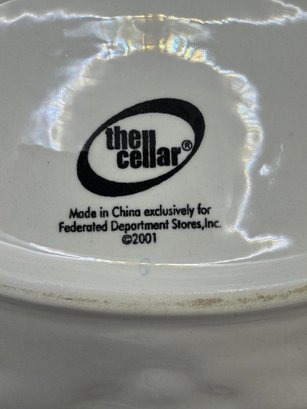 the
cellar®
Made in China exclusively for
Federated Department Stores,Inc.
©2001